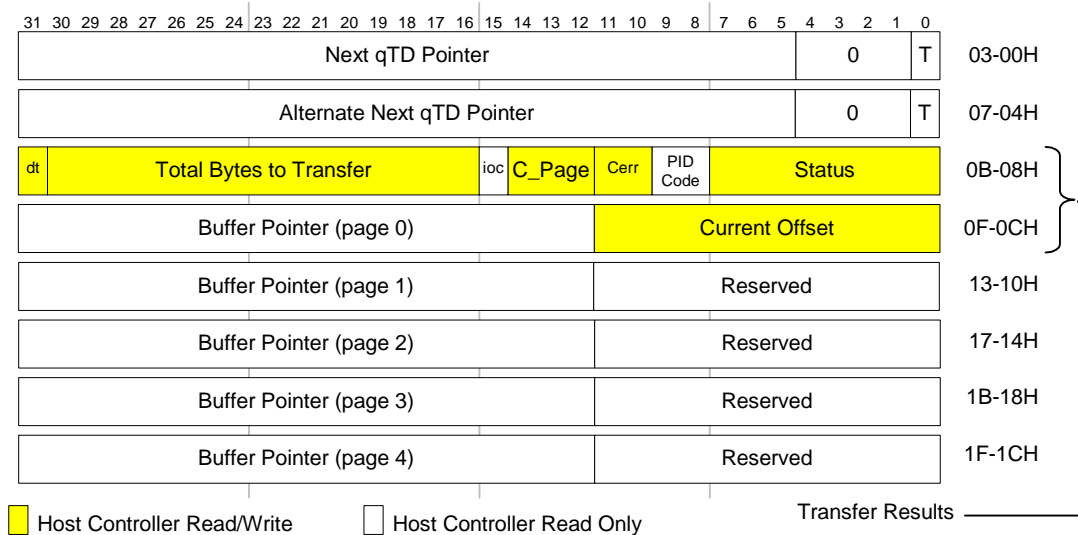 31 30 29 28 27 26 25 24 23 22 21 20 19 18 17 16 15 14 13 12 11 10 9 8 7 6 5 4 3 2 1 0
Next qTD Pointer 0 T 03-00H
Alternate Next qTD Pointer 0 T 07-04H
dt Total Bytes to Transfer ioc C_Page Cerr PID Code Status 0B-08H
Buffer Pointer (page 0) Current Offset 0F-0CH
Buffer Pointer (page 1) Reserved 13-10H
Buffer Pointer (page 2) Reserved 17-14H
Buffer Pointer (page 3) Reserved 1B-18H
Buffer Pointer (page 4) Reserved 1F-1CH
Host Controller Read/Write Host Controller Read Only Transfer Results